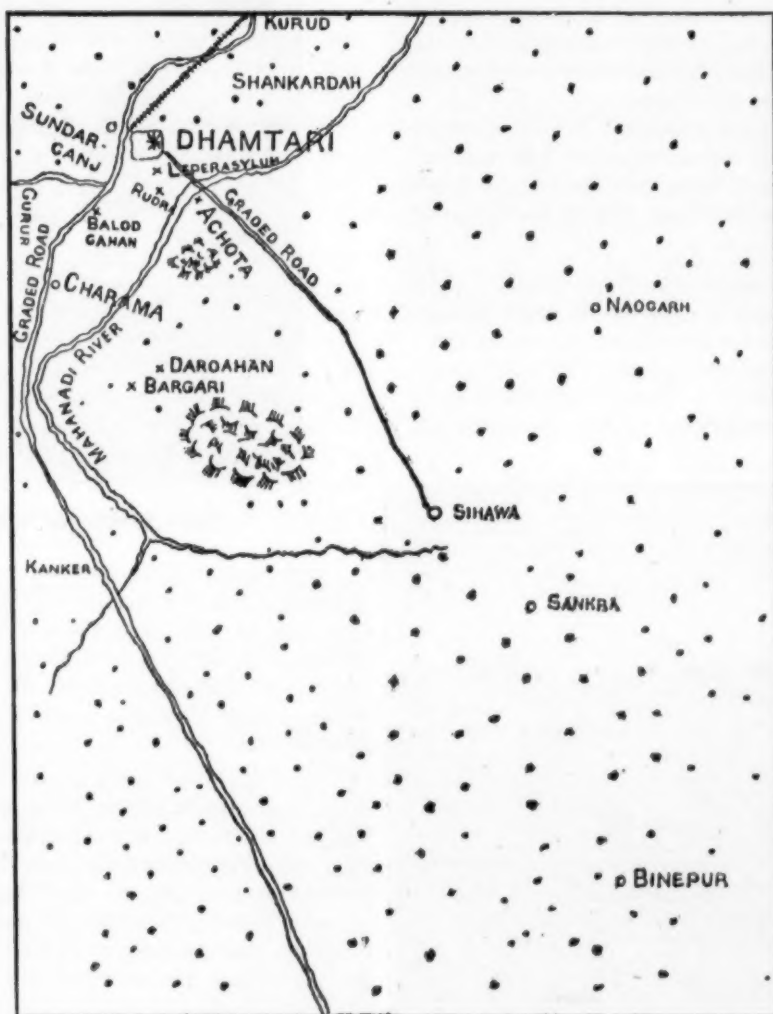 KURUD
SHANKARDAH
SUNDAR-
GANJ
DHAMTARI
LEPERASYLUM
RUDRI
ACHOTA
GRADED ROAD
GURUR
BALOD
GAHAN
GRADED ROAD
CHARAMA
NAOGARH
MAHANADI RIVER
DAROAHAN
BARGARI
SIHAWA
KANKER
SANKRA
BINEPUR